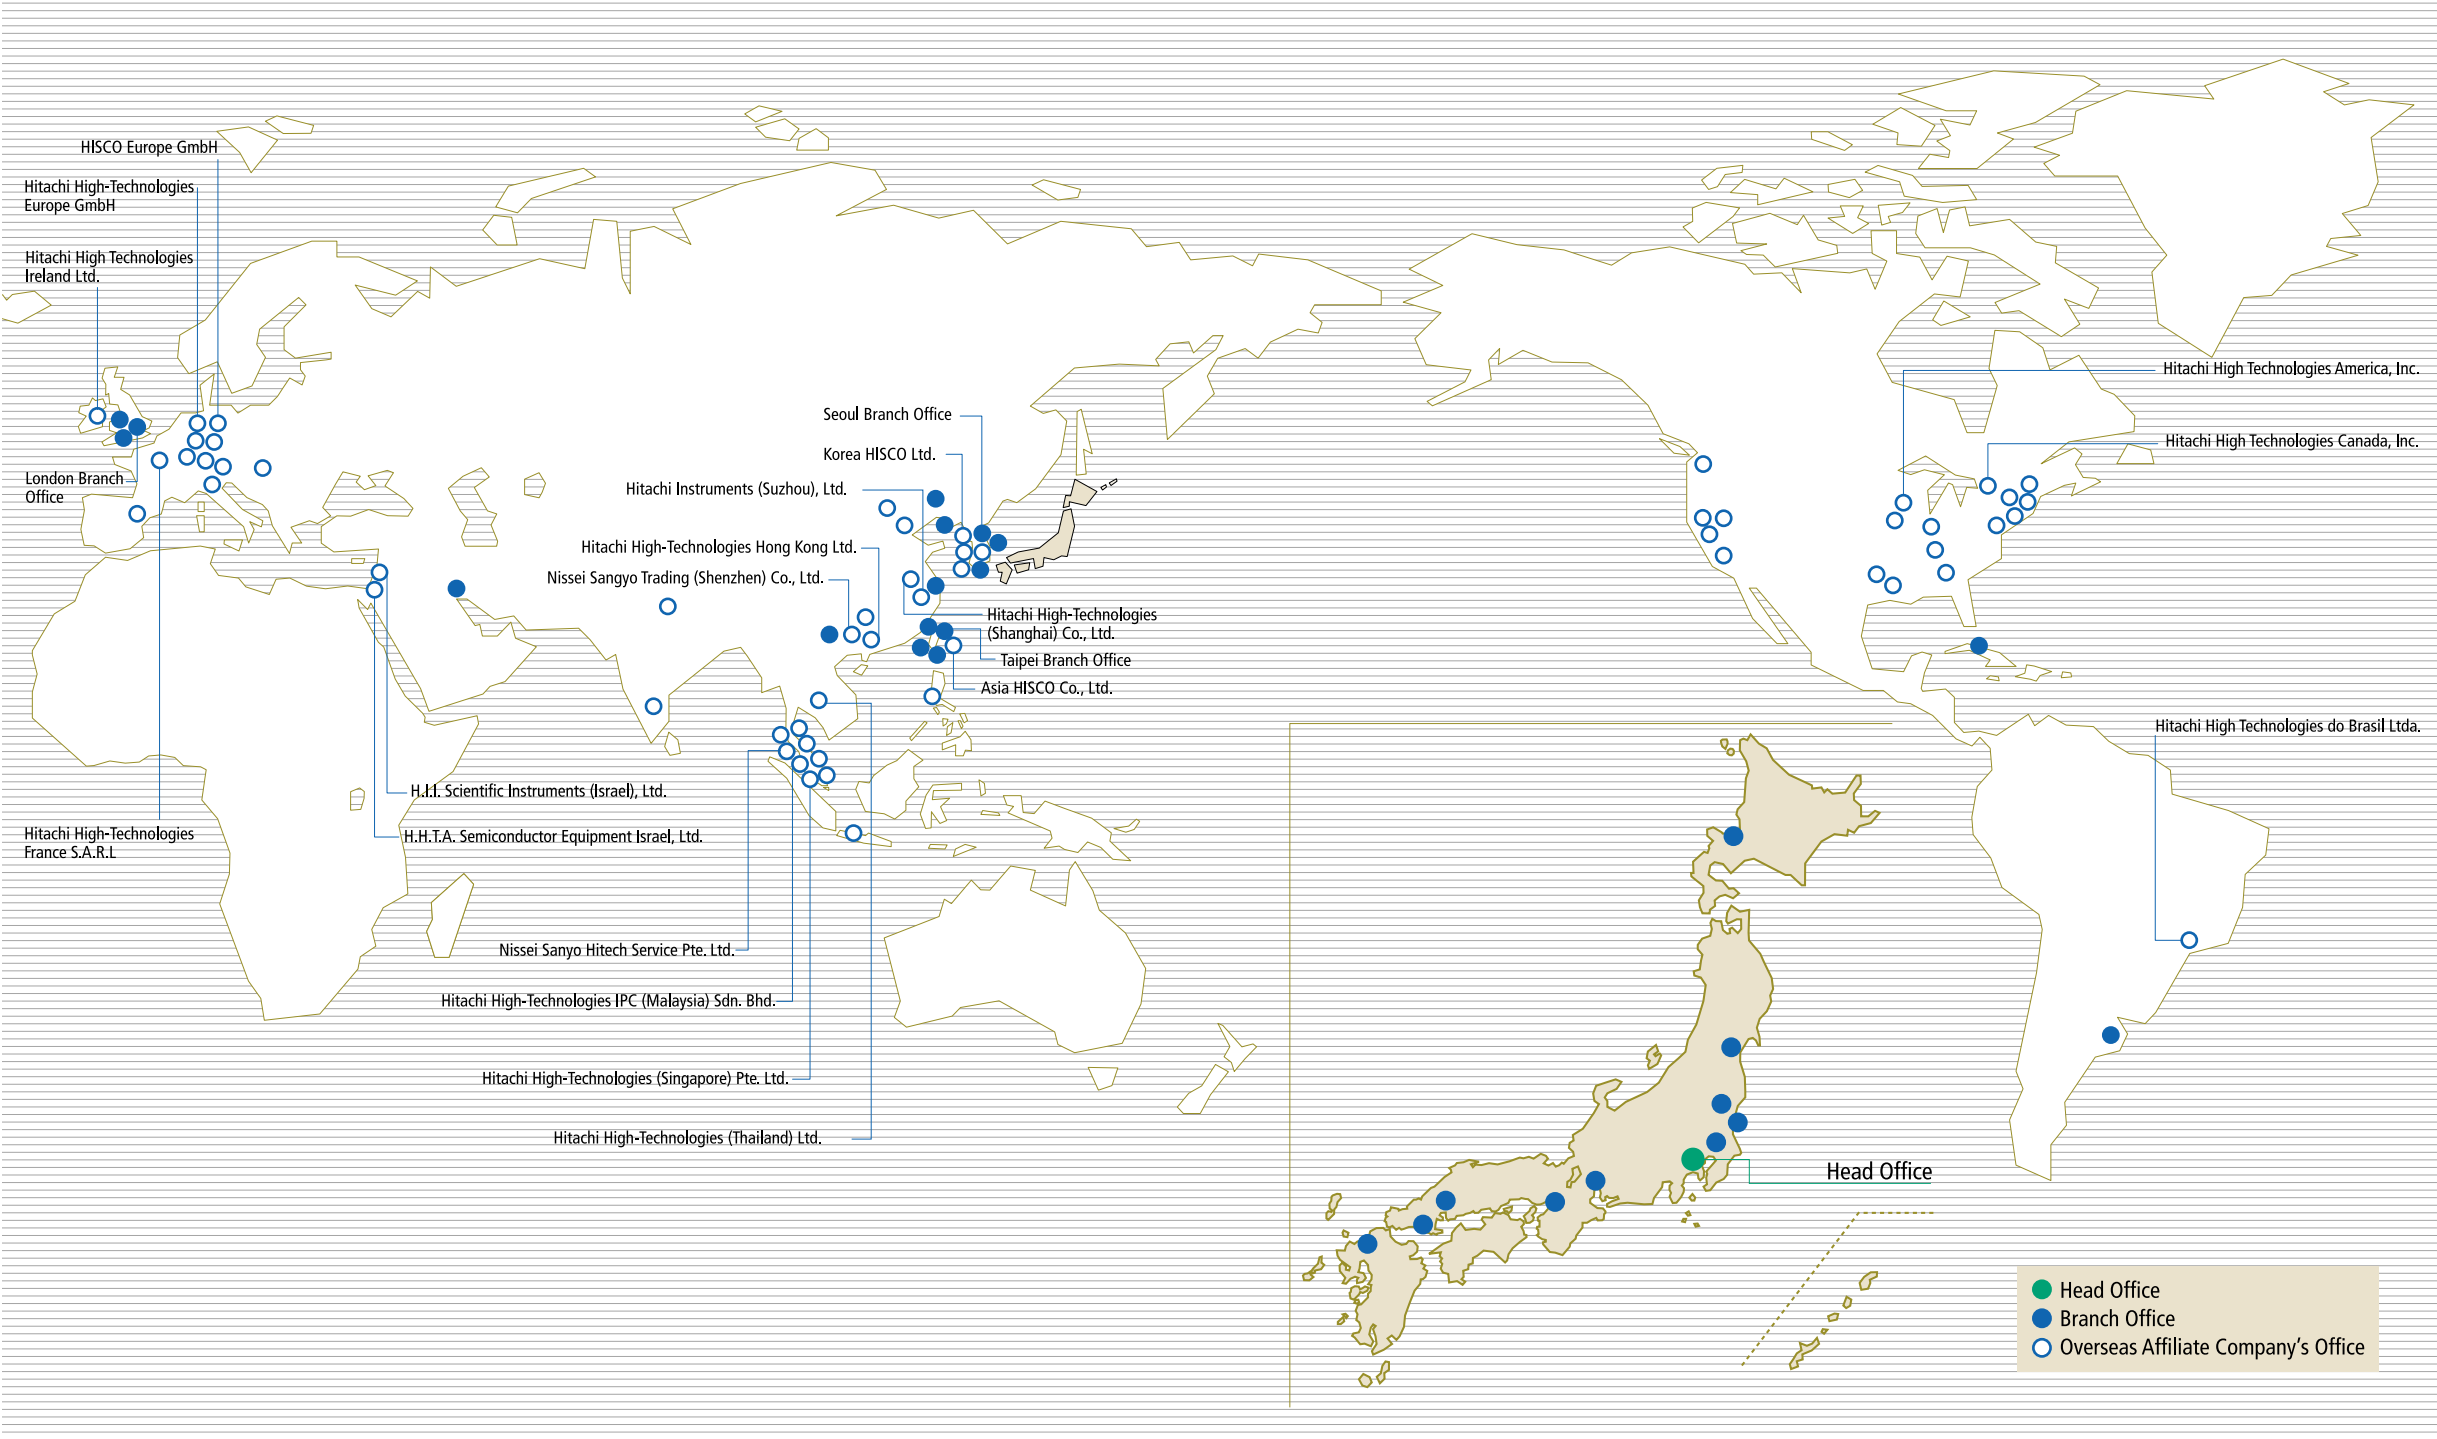 HISCO Europe GmbH
Hitachi High-Technologies
Europe GmbH
Hitachi High Technologies
Ireland Ltd.
London Branch
Office
Hitachi High-Technologies
France S.A.R.L
H.I.I. Scientific Instruments (Israel), Ltd.
H.H.T.A. Semiconductor Equipment Israel, Ltd.
Seoul Branch Office
Korea HISCO Ltd.
Hitachi Instruments (Suzhou), Ltd.
Hitachi High-Technologies Hong Kong Ltd.
Nissei Sangyo Trading (Shenzhen) Co., Ltd.
Hitachi High-Technologies
(Shanghai) Co., Ltd.
Taipei Branch Office
Asia HISCO Co., Ltd.
Nissei Sanyo Hitech Service Pte. Ltd.
Hitachi High-Technologies IPC (Malaysia) Sdn. Bhd.
Hitachi High-Technologies (Singapore) Pte. Ltd.
Hitachi High-Technologies (Thailand) Ltd.
Hitachi High Technologies America, Inc.
Hitachi High Technologies Canada, Inc.
Hitachi High Technologies do Brasil Ltda.
Head Office
Head Office
Branch Office
Overseas Affiliate Company's Office